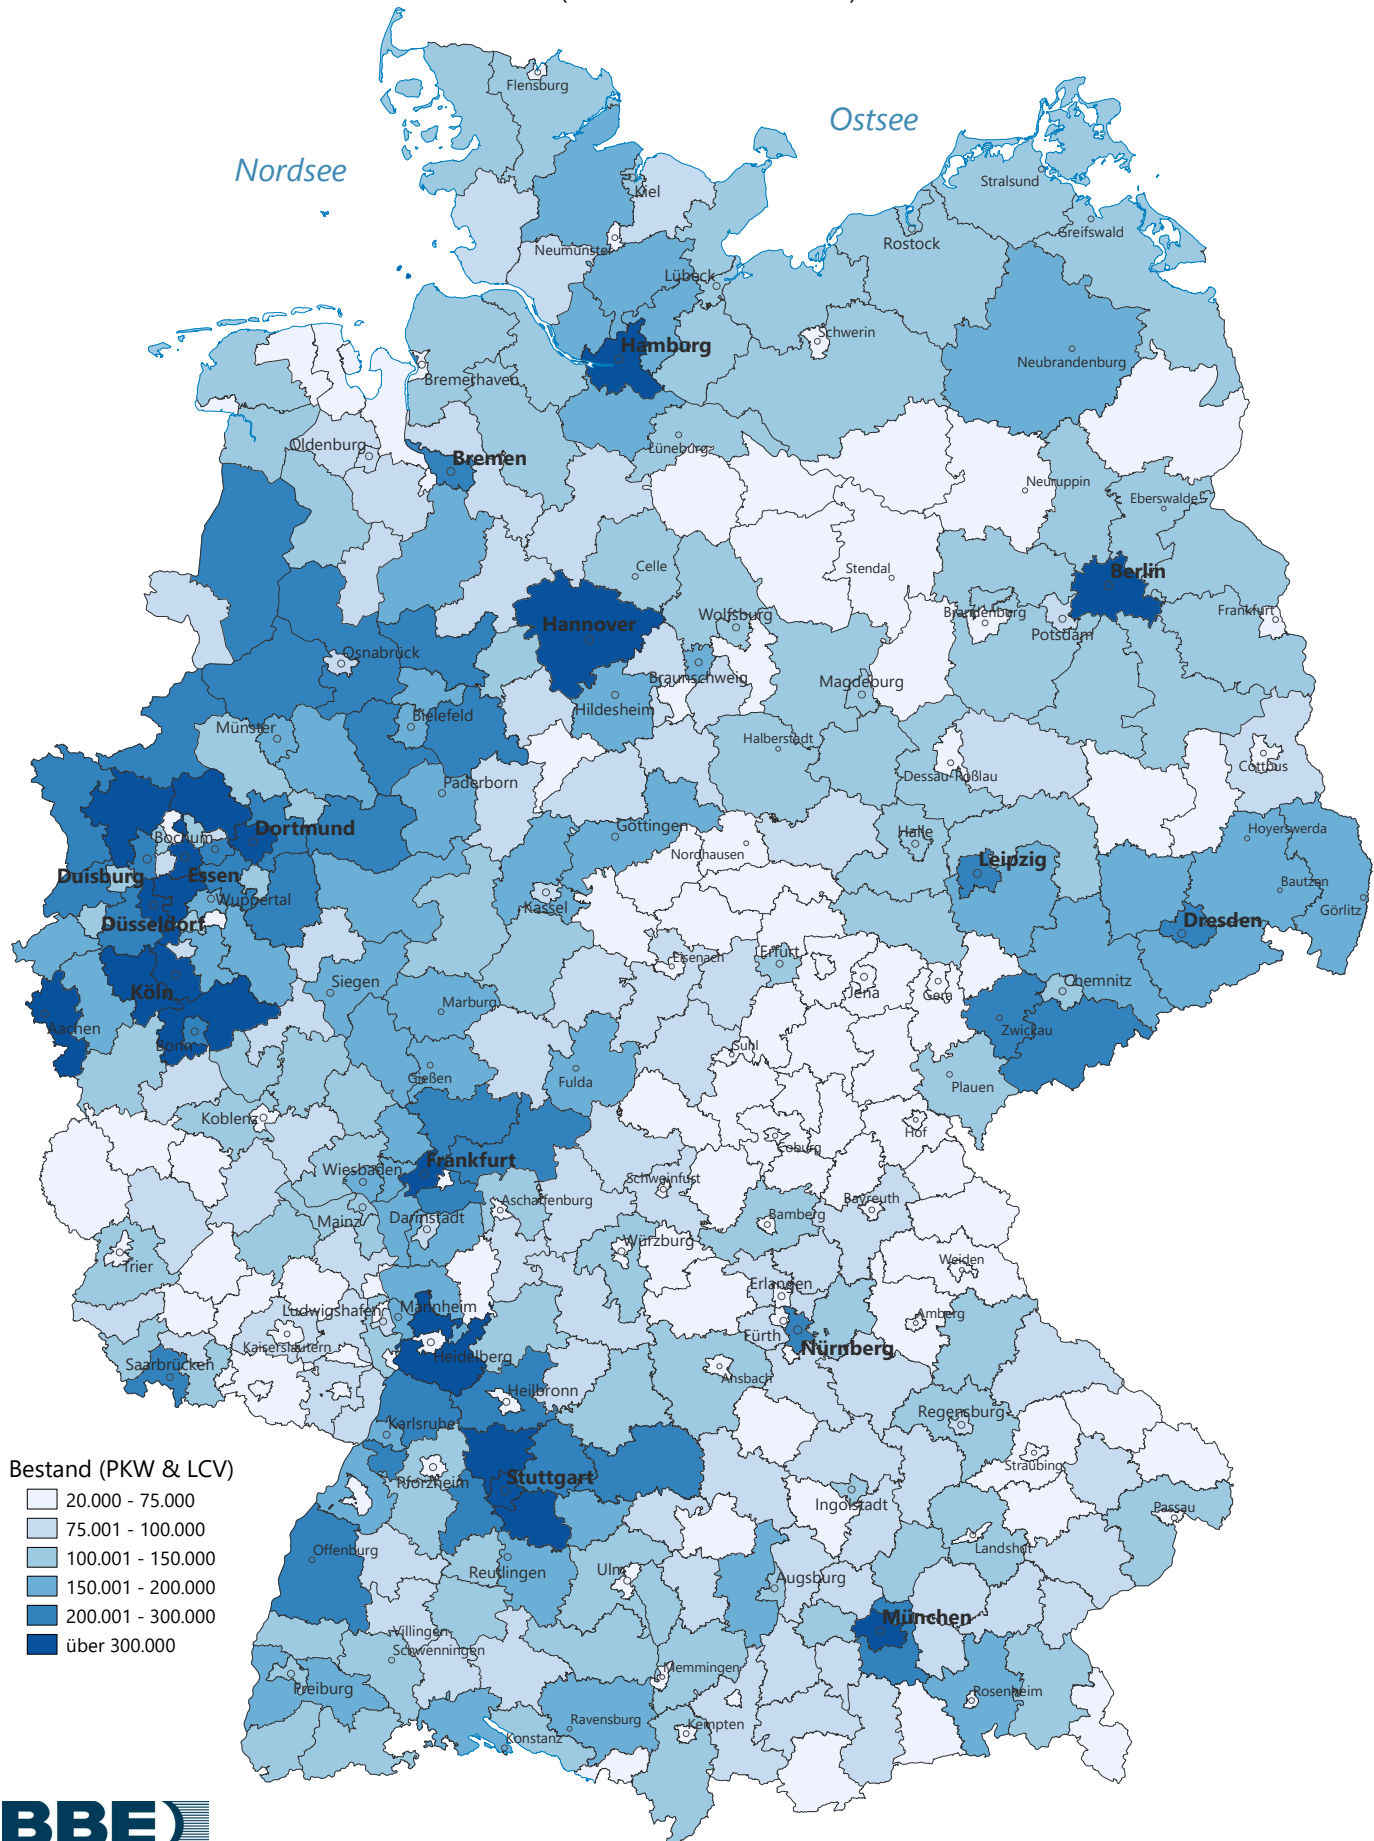 Flensburg
Ostsee
Nordsee
Stralsund
Kiel
Greifswald
Rostock
Neumünster
Lübeck
Schwerin
Hamburg
Neubrandenburg
Bremerhaven
Oldenburg
Lüneburg
Bremen
Neuruppin
Eberswalde
Celle
Stendal
Berlin
Wolfsburg
Brandenburg
Frankfurt
Hannover
Potsdam
Osnabrück
Braunschweig
Magdeburg
Hildesheim
Bielefeld
Münster
Halberstadt
Cottbus
Dessau-Roßlau
Paderborn
Göttingen
Dortmund
Hoyerswerda
Halle
Bochum
Nordhausen
Leipzig
Duisburg
Essen
Bautzen
Wuppertal
Kassel
Görlitz
Düsseldorf
Dresden
Eisenach
Erfurt
Siegen
Chemnitz
Köln
Jena
Gera
Marburg
Aachen
Zwickau
Bonn
Suhl
Gießen
Fulda
Plauen
Koblenz
Hof
Coburg
Frankfurt
Wiesbaden
Schweinfurt
Aschaffenburg
Bayreuth
Mainz
Darmstadt
Bamberg
Würzburg
Weiden
Trier
Erlangen
Ludwigshafen
Mannheim
Amberg
Fürth
Kaiserslautern
Nürnberg
Heidelberg
Saarbrücken
Ansbach
Heilbronn
Regensburg
Karlsruhe
Straubing
Pforzheim
Stuttgart
Ingolstadt
Passau
Offenburg
Landshut
Reutlingen
Ulm
Augsburg
München
Villingen-
Schwenningen
Memmingen
Freiburg
Rosenheim
Ravensburg
Kempten
Konstanz
Bestand (PKW & LCV)
20.000 - 75.000
75.001 - 100.000
100.001 - 150.000
150.001 - 200.000
200.001 - 300.000
über 300.000
BBE